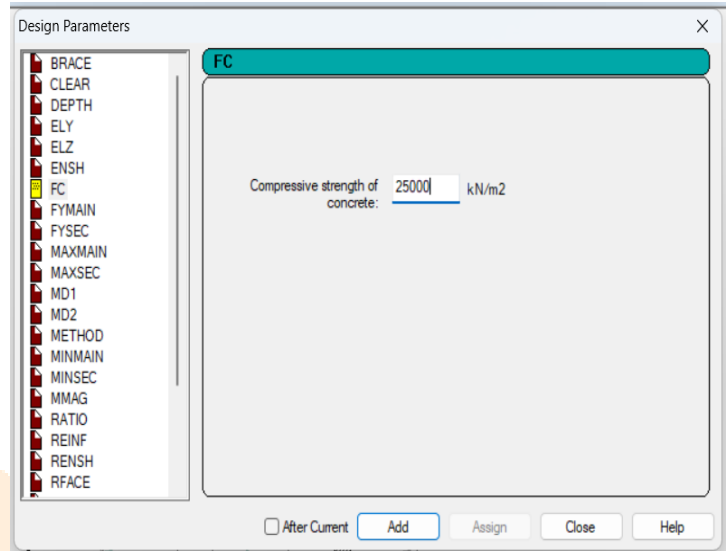 Design Parameters
BRACE
CLEAR
DEPTH
ELY
ELZ
ENSH
FC
FYMAIN
FYSEC
MAXMAIN
MAXSEC
MD1
MD2
METHOD
MINMAIN
MINSEC
MMAG
RATIO
REINF
RENSH
RFACE
FC
Compressive strength of
concrete:
25000
kN/m2
After Current
Add
Assign
Close
Help